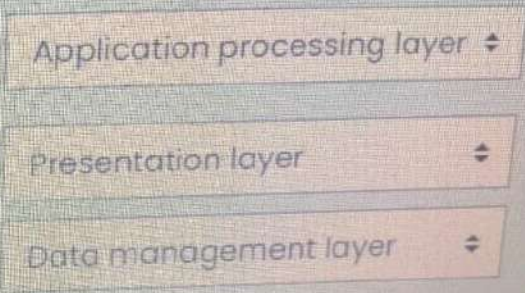 Application processing layer
Presentation layer
Data management layer